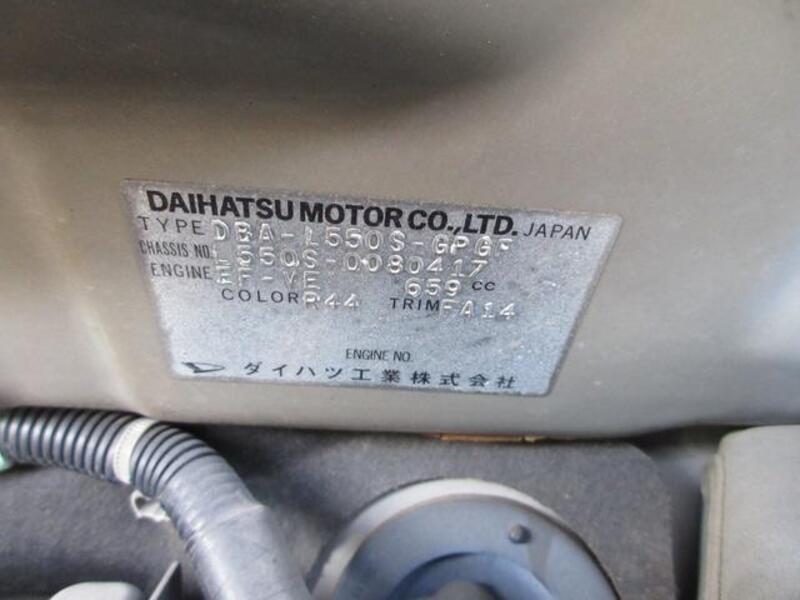 DAIHATSU MOTOR CO.,LTD. JAPAN
TYPE DBA-L550S-GPGF
CHASSIS NO. L550S-0080417
ENGINE EF-VE 659 cc
COLOR R44 TRIM FA14
ENGINE NO.
ダイハツ工業株式会社